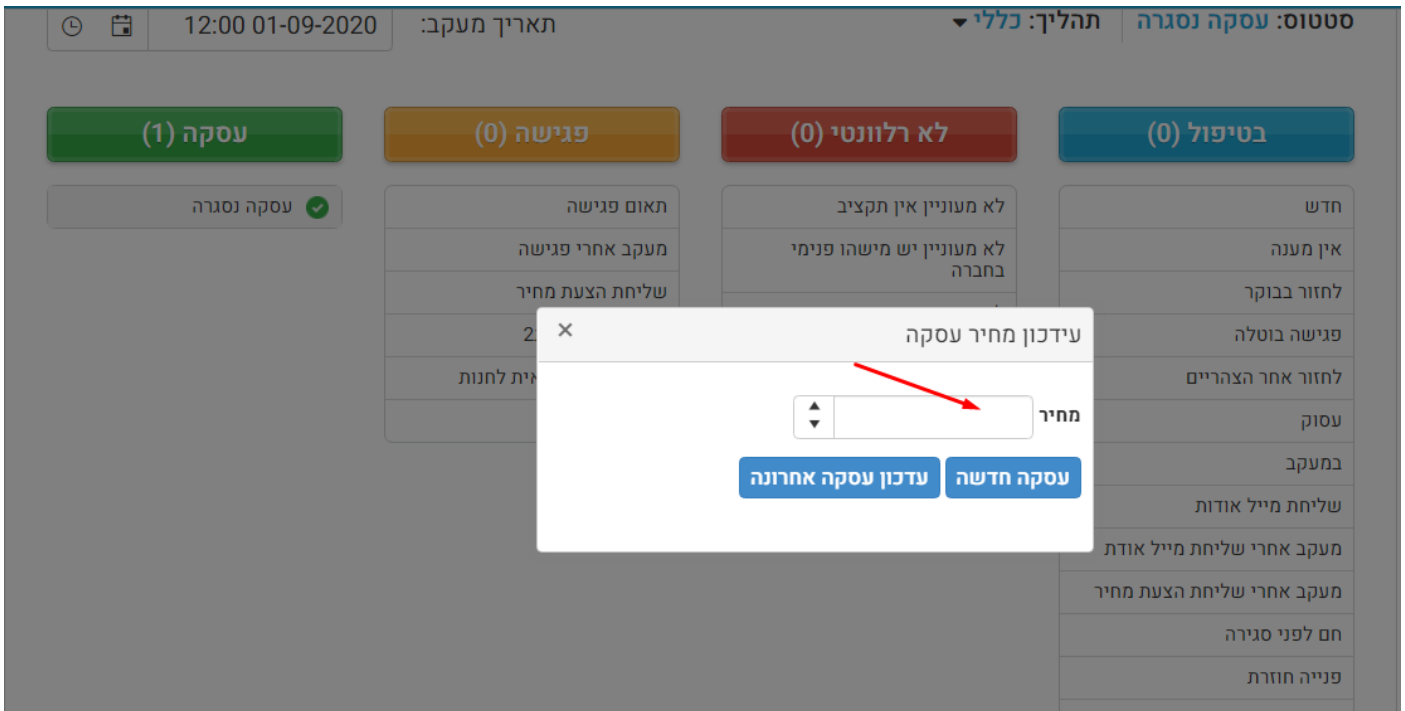 סטטוס: עסקה נסגרה תהליך: כללי
תאריך מעקב: 12:00 01-09-2020
בטיפול (0)
חדש
אין מענה
לחזור בבוקר
פגישה בוטלה
לחזור אחר הצהריים
עסוק
במעקב
שליחת מייל אודות
מעקב אחרי שליחת מייל אודת
מעקב אחרי שליחת הצעת מחיר
חם לפני סגירה
פנייה חוזרת
לא רלוונטי (0)
לא מעוניין אין תקציב
לא מעוניין יש מישהו פנימי
בחברה
פגישה (0)
תאום פגישה
מעקב אחרי פגישה
שליחת הצעת מחיר
לחנות
עסקה (1)
עסקה נסגרה
עידכון מחיר עסקה
מחיר
עסקה חדשה
עדכון עסקה אחרונה